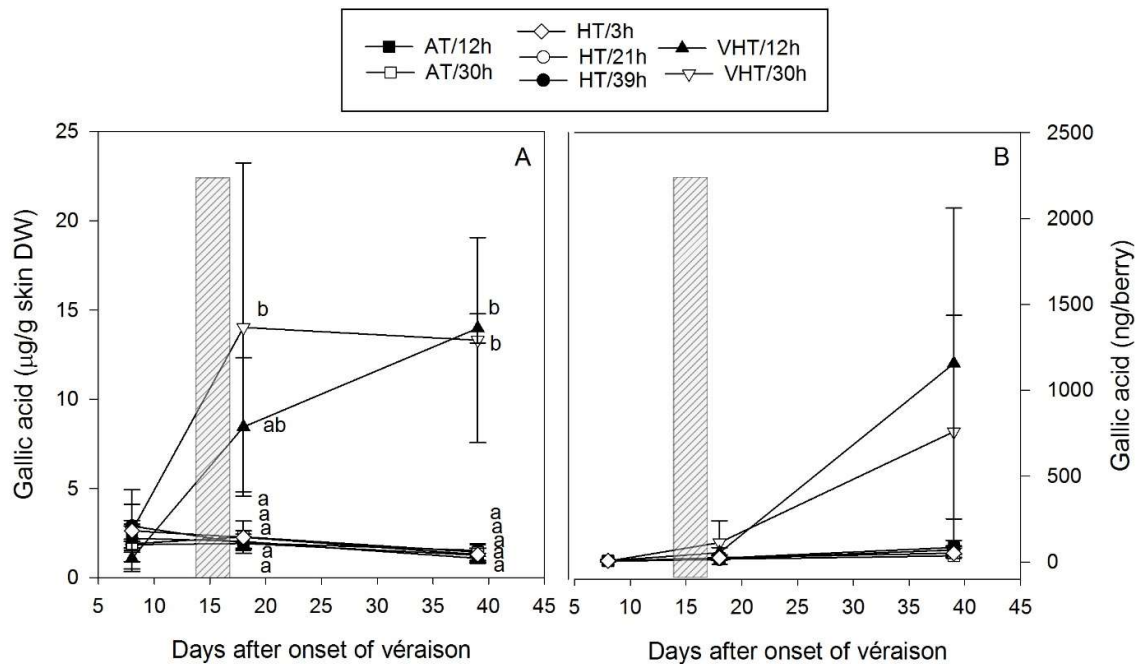 AT/12h
AT/30h
HT/3h
HT/21h
HT/39h
VHT/12h
VHT/30h
A
Gallic acid (µg/g skin DW)
25
20
15
10
5
0
b
ab
b
b
a
a
a
a
a
a
a
a
a
5 10 15 20 25 30 35 40 45
Days after onset of véraison
B
2500
2000
1500
1000
500
0
Gallic acid (ng/berry)
5 10 15 20 25 30 35 40 45
Days after onset of véraison